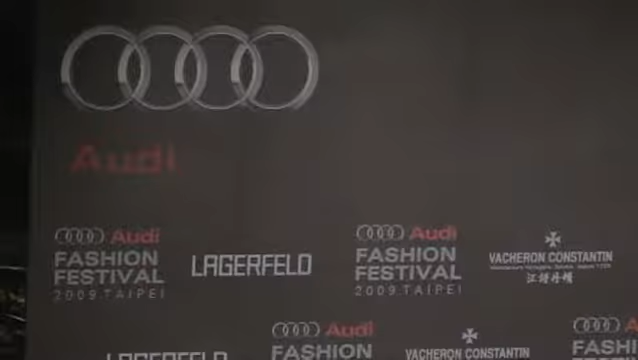 Audi
Audi
FASHION
FESTIVAL
2009.TAIPEI
LAGERFELD
Audi
FASHION
FESTIVAL
2009.TAIPEI
VACHERON CONSTANTIN
江詩丹頓
LAGERFELD
Audi
FASHION
VACHERON CONSTANTIN